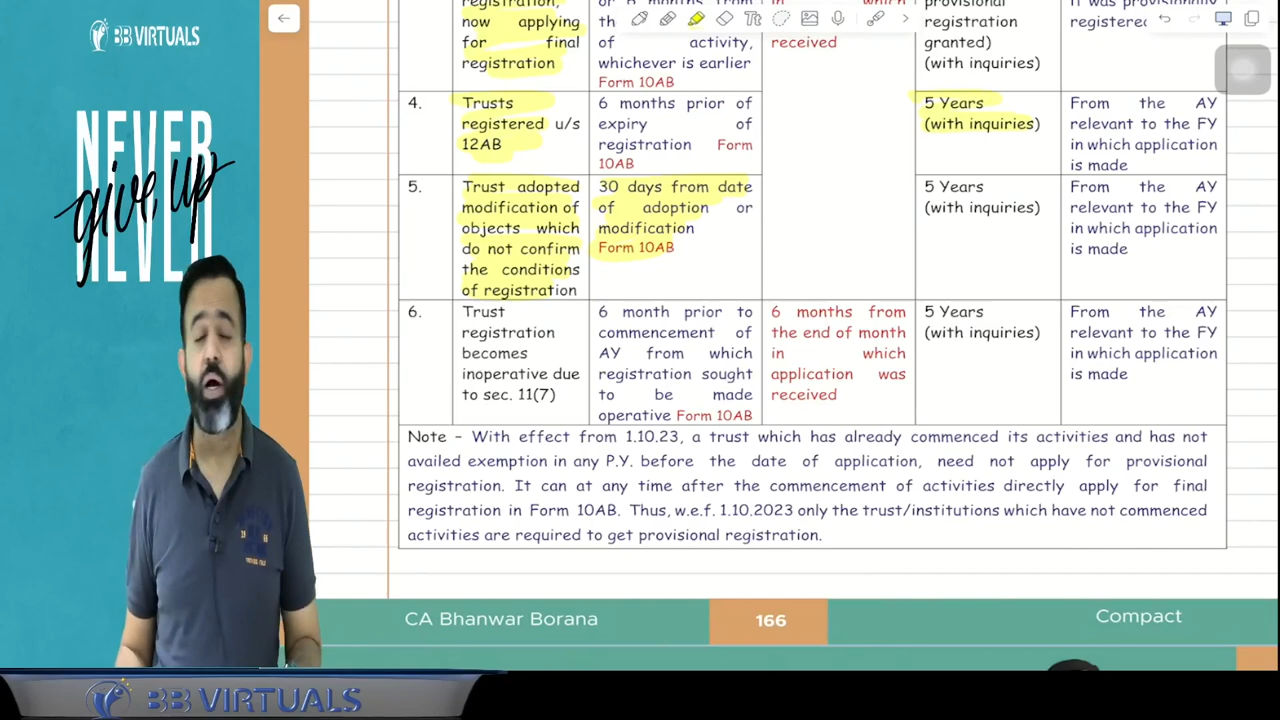 BB VIRTUALS
NEVER
give up
NEVER
registration,
now applying
for final
registration
of activity,
whichever is earlier
Form 10AB
received
provisional
registration
granted)
(with inquiries)
4.
Trusts
registered u/s
12AB
6 months prior of
expiry of
registration Form
10AB
5 Years
(with inquiries)
From the AY
relevant to the FY
in which application
is made
5.
Trust adopted
modification of
objects which
do not confirm
the conditions
of registration
30 days from date
of adoption or
modification
Form 10AB
5 Years
(with inquiries)
From the AY
relevant to the FY
in which application
is made
6.
Trust
registration
becomes
inoperative due
to sec. 11(7)
6 month prior to
commencement of
AY from which
registration sought
to be made
operative Form 10AB
6 months from
the end of month
in which
application was
received
5 Years
(with inquiries)
From the AY
relevant to the FY
in which application
is made
Note – With effect from 1.10.23, a trust which has already commenced its activities and has not
availed exemption in any P.Y. before the date of application, need not apply for provisional
registration. It can at any time after the commencement of activities directly apply for final
registration in Form 10AB. Thus, w.e.f. 1.10.2023 only the trust/institutions which have not commenced
activities are required to get provisional registration.
CA Bhanwar Borana
166
Compact
BB VIRTUALS